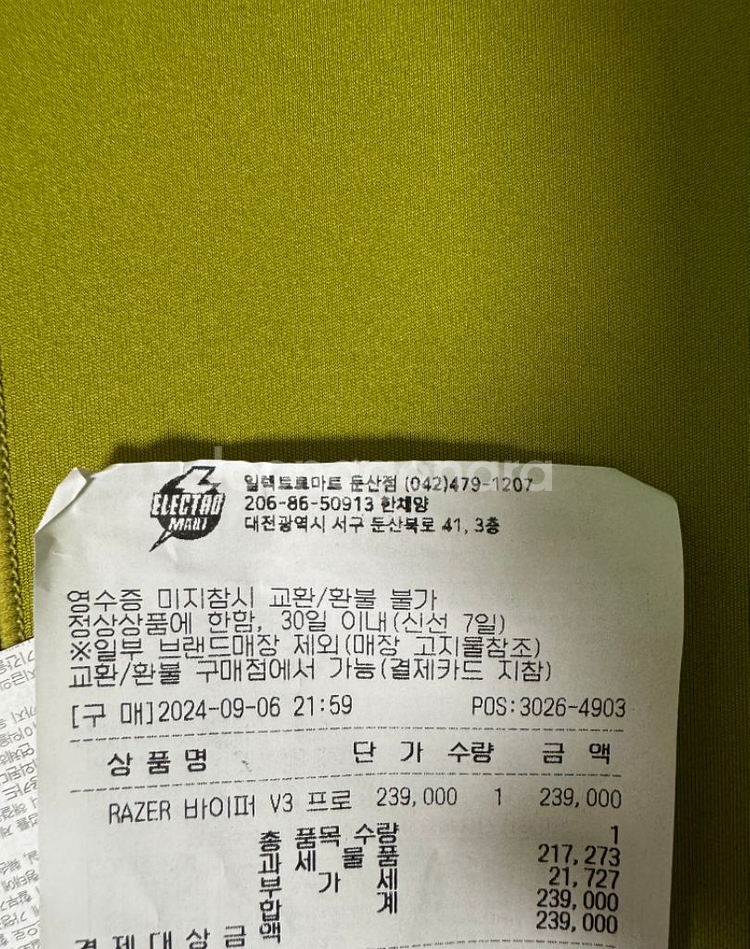 일렉트로마트 둔산점 (042)479-1207
ELECTRO
MART
206-86-50913 한채양
대전광역시 서구 둔산북로 41, 3층
영수증 미지참시 교환/환불 불가
정상상품에 한함, 30일 이내(신선 7일)
※일부 브랜드매장 제외(매장 고지물참조)
교환/환불 구매점에서 가능(결제카드 지참)
[구 매]2024-09-06 21:59 POS:3026-4903
상 품 명 단 가 수량 금 액
RAZER 바이퍼 V3 프로 239,000 1 239,000
총 품목 수량 1
과 세 물 품 217,273
부 가 세 21,727
합 계 239,000
결 제 대 상 금 액 239,000